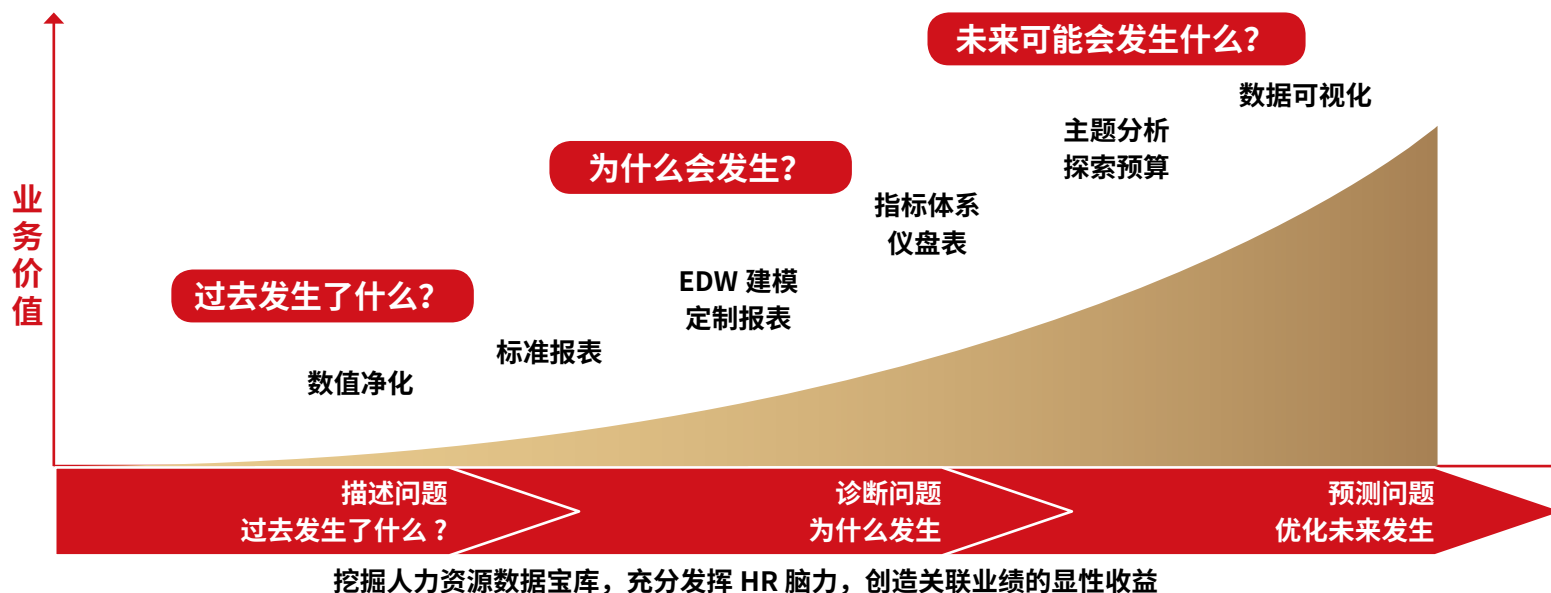 未来可能会发生什么？
数据可视化
主题分析
探索预算
为什么会发生？
指标体系
仪盘表
业务价值
EDW 建模
定制报表
过去发生了什么？
标准报表
数值净化
描述问题
过去发生了什么 ?
诊断问题
为什么发生
预测问题
优化未来发生
挖掘人力资源数据宝库，充分发挥 HR 脑力，创造关联业绩的显性收益